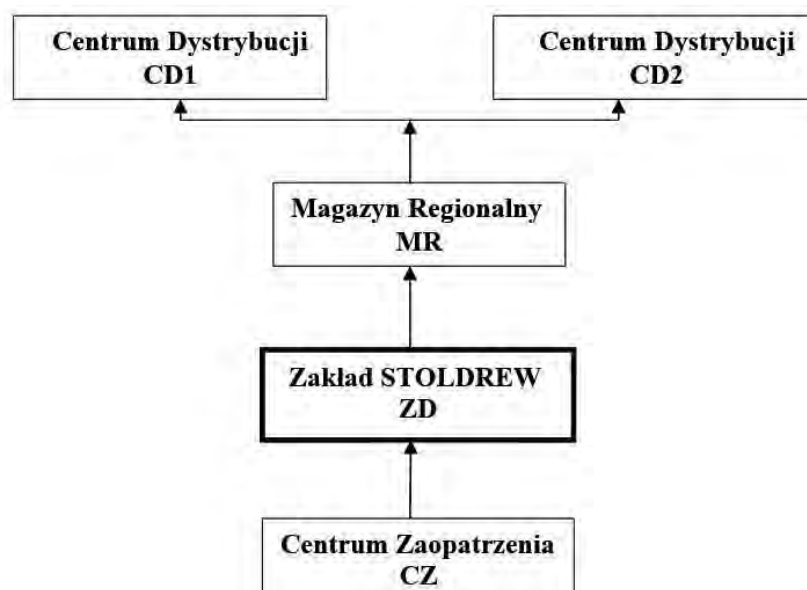 Centrum Dystrybucji
CD1
Centrum Dystrybucji
CD2
Magazyn Regionalny
MR
Zakład STOLDREW
ZD
Centrum Zaopatrzenia
CZ